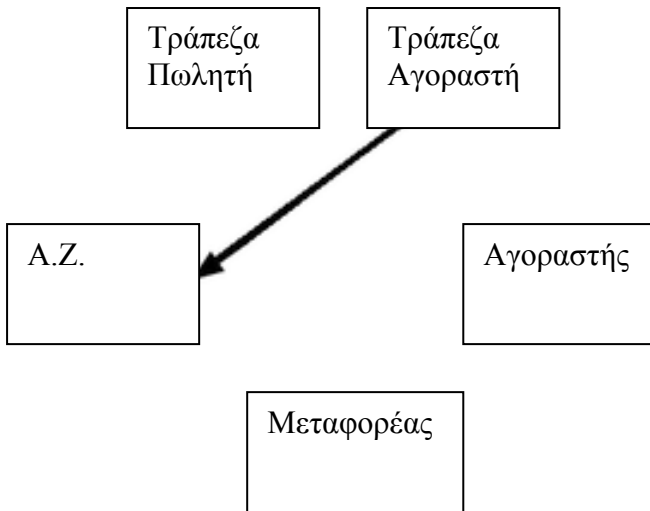 Τράπεζα
Πωλητή
Τράπεζα
Αγοραστή
Α.Ζ.
Αγοραστής
Μεταφορέας